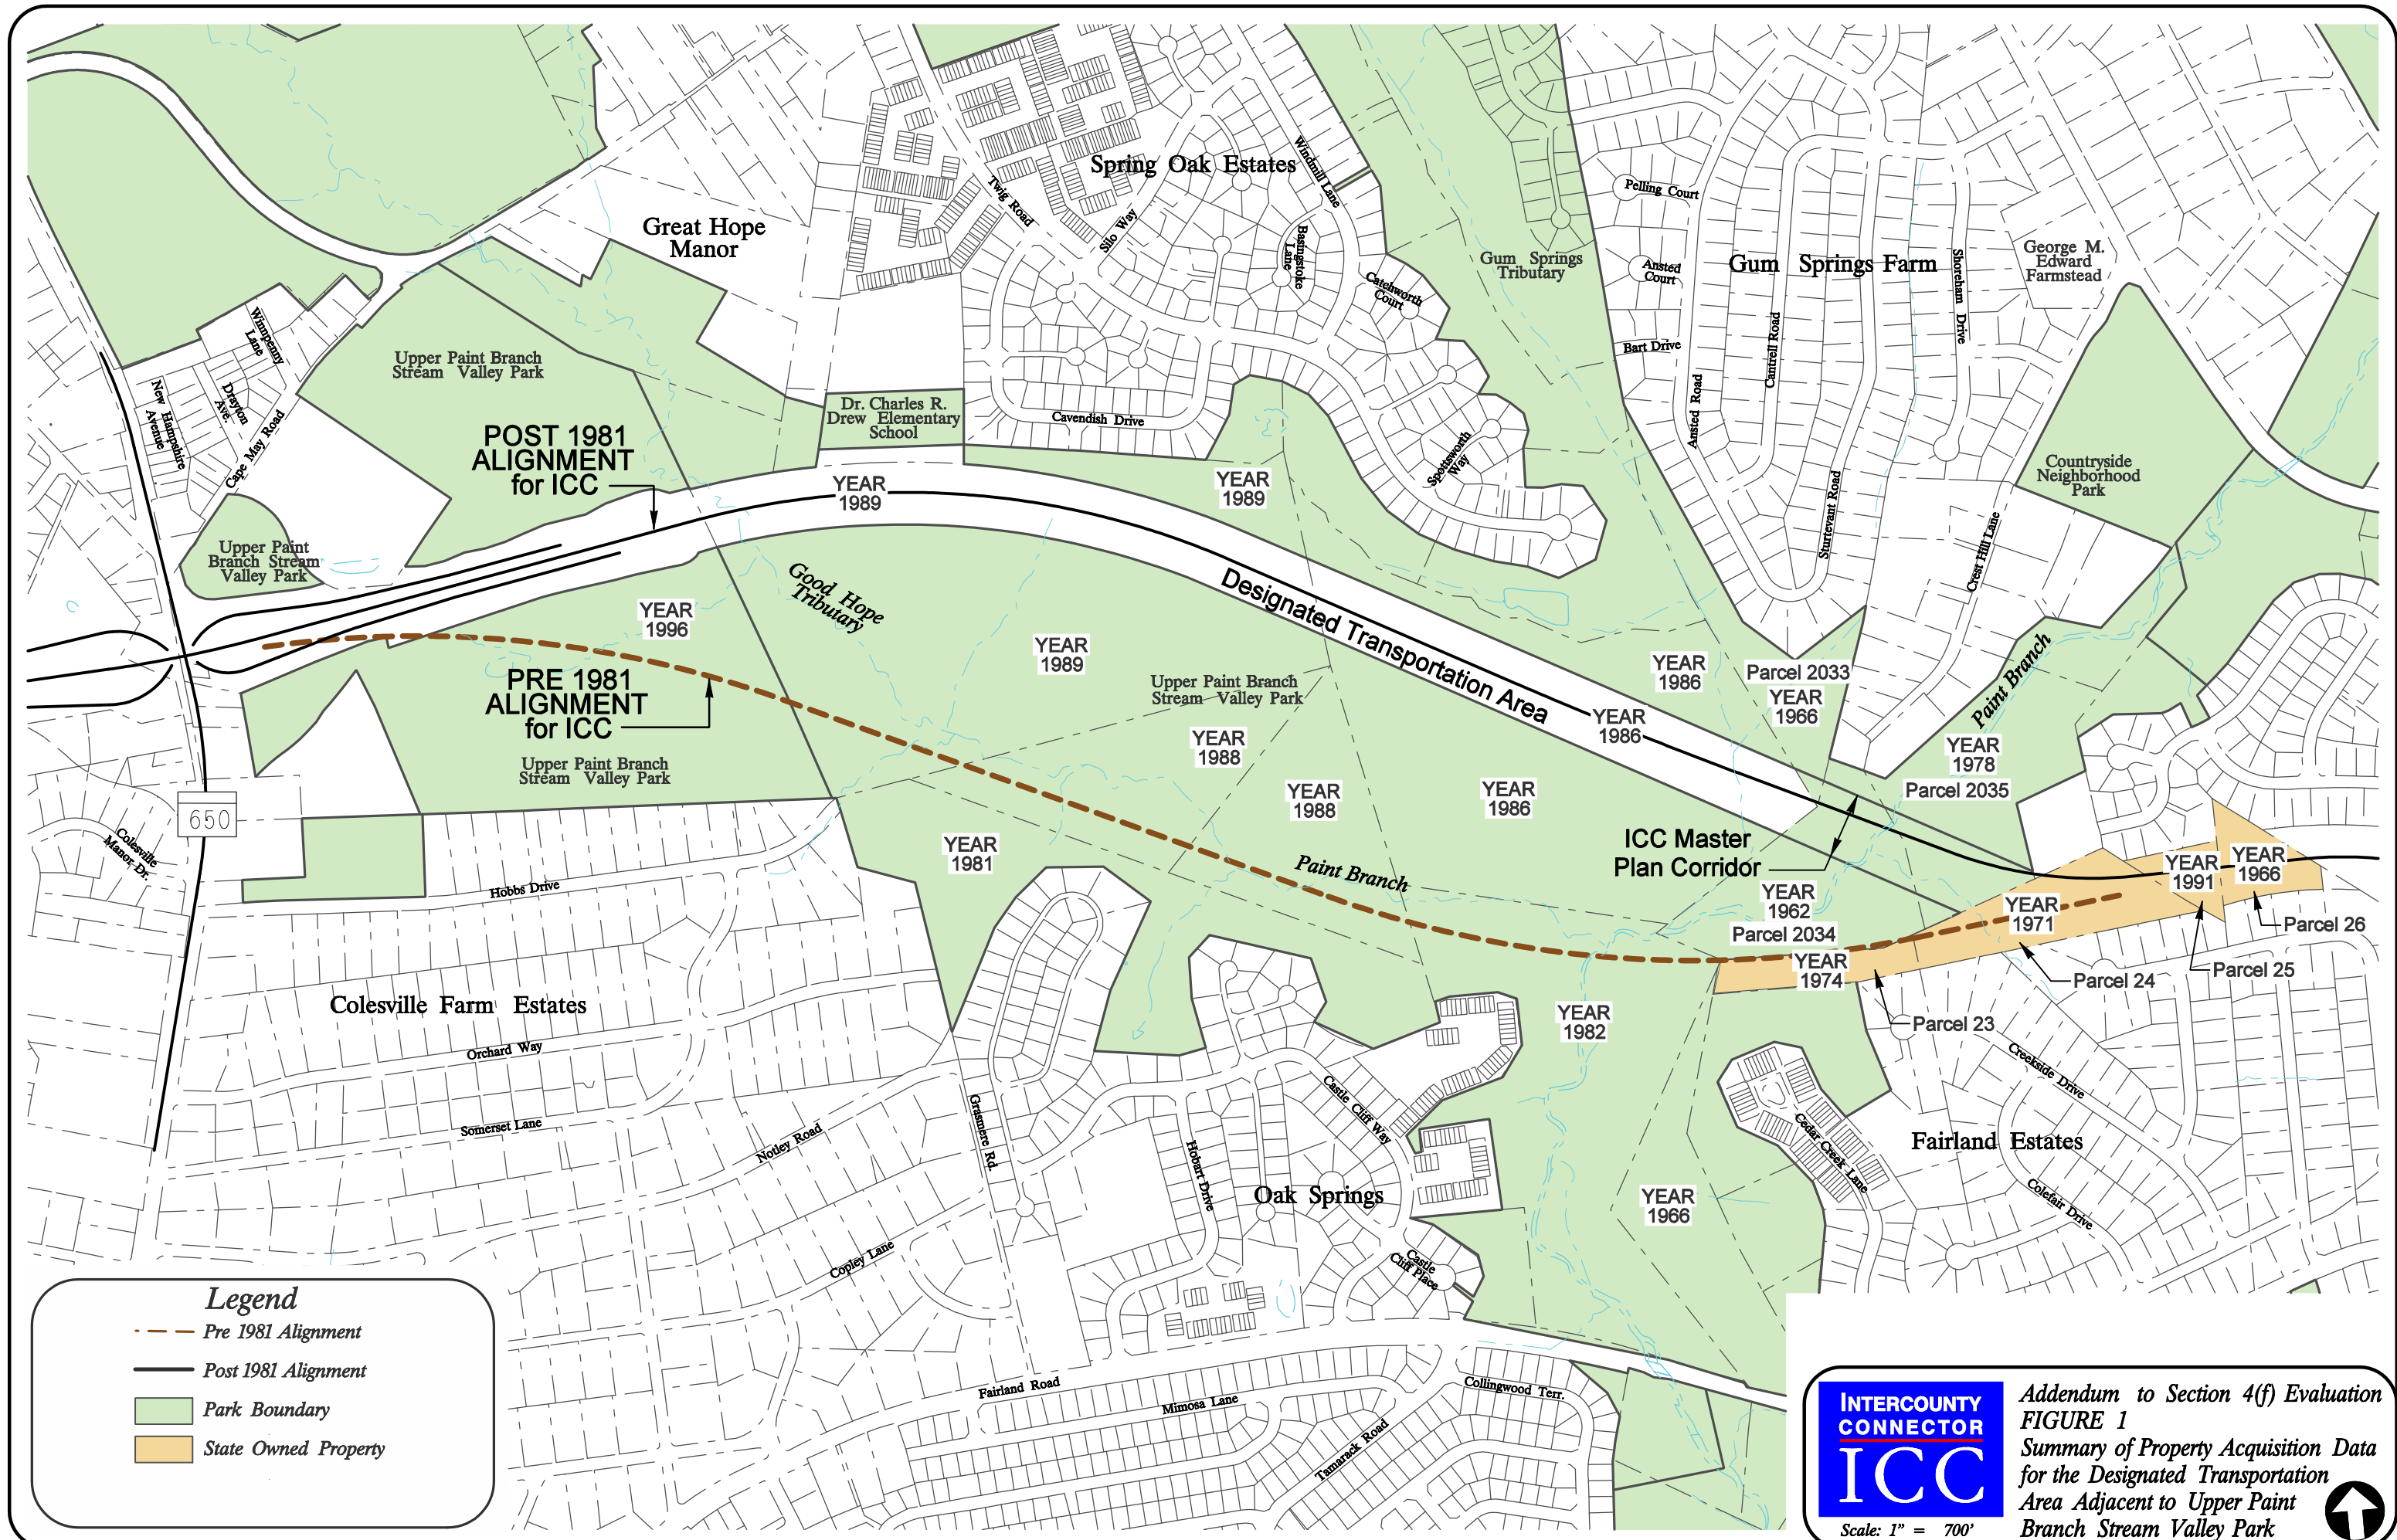 Spring Oak Estates
Great Hope
Manor
Twig Road
Silo Way
Windmill Lane
Basingstoke
Lane
Catchworth
Court
Gum Springs
Tributary
Pelling Court
Ansted
Court
Gum Springs Farm
Shoreham Drive
George M.
Edward
Farmstead
Bart Drive
Cantrell Road
Ansted Road
Sturtevant Road
Crest Hill Lane
Countryside
Neighborhood
Park
Winnpenny
Lane
Drayton
Ave.
New Hampshire
Avenue
Cape May Road
Upper Paint Branch
Stream Valley Park
Dr. Charles R.
Drew Elementary
School
Cavendish Drive
Spottsworth
Way
POST 1981
ALIGNMENT
for ICC
YEAR
1989
YEAR
1989
Upper Paint
Branch Stream
Valley Park
Good Hope
Tributary
Designated Transportation Area
YEAR
1996
YEAR
1989
PRE 1981
ALIGNMENT
for ICC
Upper Paint Branch
Stream Valley Park
Upper Paint Branch
Stream Valley Park
YEAR
1986
Parcel 2033
YEAR
1966
Paint Branch
YEAR
1986
YEAR
1988
YEAR
1978
Parcel 2035
YEAR
1988
YEAR
1986
650
Colesville
Manor Dr.
Hobbs Drive
YEAR
1981
Paint Branch
ICC Master
Plan Corridor
YEAR
1962
Parcel 2034
YEAR
1991
YEAR
1966
YEAR
1971
Parcel 26
YEAR
1974
Parcel 25
Parcel 24
Parcel 23
Colesville Farm Estates
YEAR
1982
Orchard Way
Somerset Lane
Notley Road
Grasmere Rd.
Castle Cliff Way
Hobart Drive
Oak Springs
Castle
Cliff Place
Copley Lane
Cedar Creek Lane
Creekside Drive
Fairland Estates
Colefair Drive
YEAR
1966
Fairland Road
Mimosa Lane
Collingwood Terr.
Tamarack Road
Legend
Pre 1981 Alignment
Post 1981 Alignment
Park Boundary
State Owned Property
INTERCOUNTY
CONNECTOR
ICC
Scale: 1" = 700'
Addendum to Section 4(f) Evaluation
FIGURE 1
Summary of Property Acquisition Data
for the Designated Transportation
Area Adjacent to Upper Paint
Branch Stream Valley Park